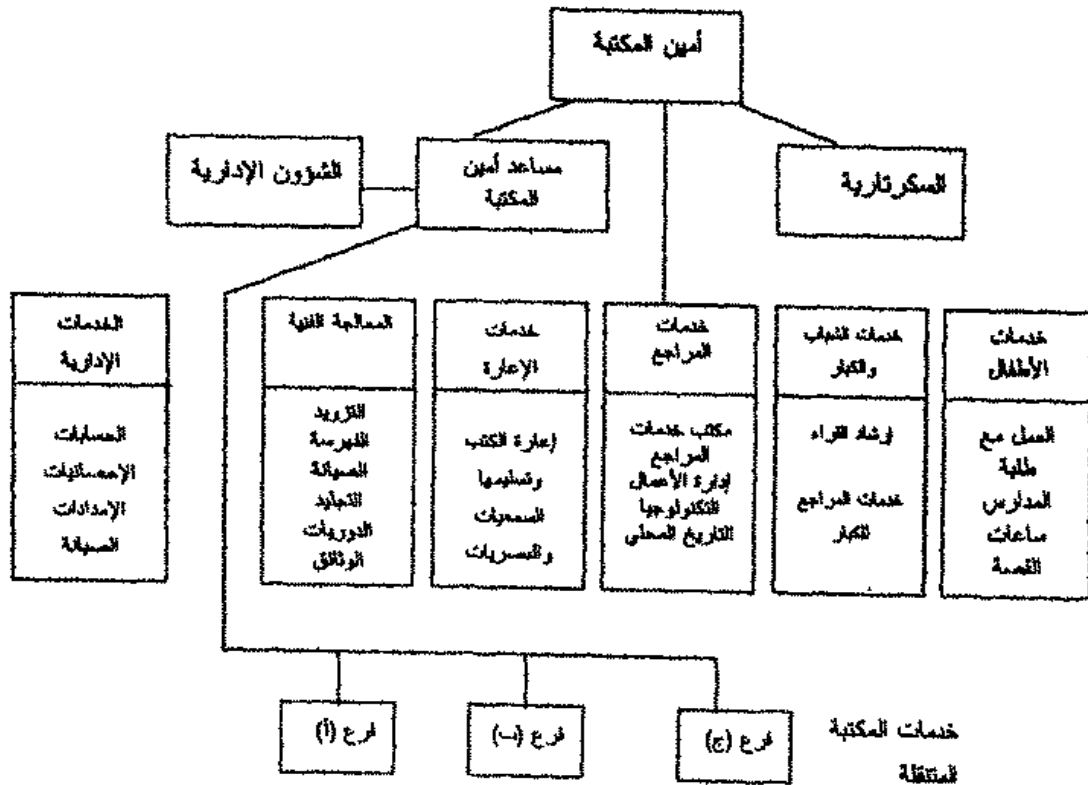 أمين المكتبة
السكرتارية
مساعد أمين
المكتبة
الشؤون الإدارية
خدمات
الأطفال
العمل مع
طلبة
المدارس
ساعات
القصة
خدمات الشباب
والكبار
إرشاد القراء
خدمات المراجع
للكبار
خدمات
المراجع
مكتب خدمات
المراجع
إدارة الأعمال
التكنولوجيا
التاريخ المحلي
خدمات
الإعارة
إعارة الكتب
وتسليمها
السمعيات
والبصريات
المعالجة الفنية
التزويد
الفهرسة
الصيانة
التجليد
الدوريات
الوثائق
الخدمات
الإدارية
الحسابات
الإحصائيات
الإمدادات
الصيانة
خدمات المكتبة
المتنقلة
فرع (ج)
فرع (ب)
فرع (أ)